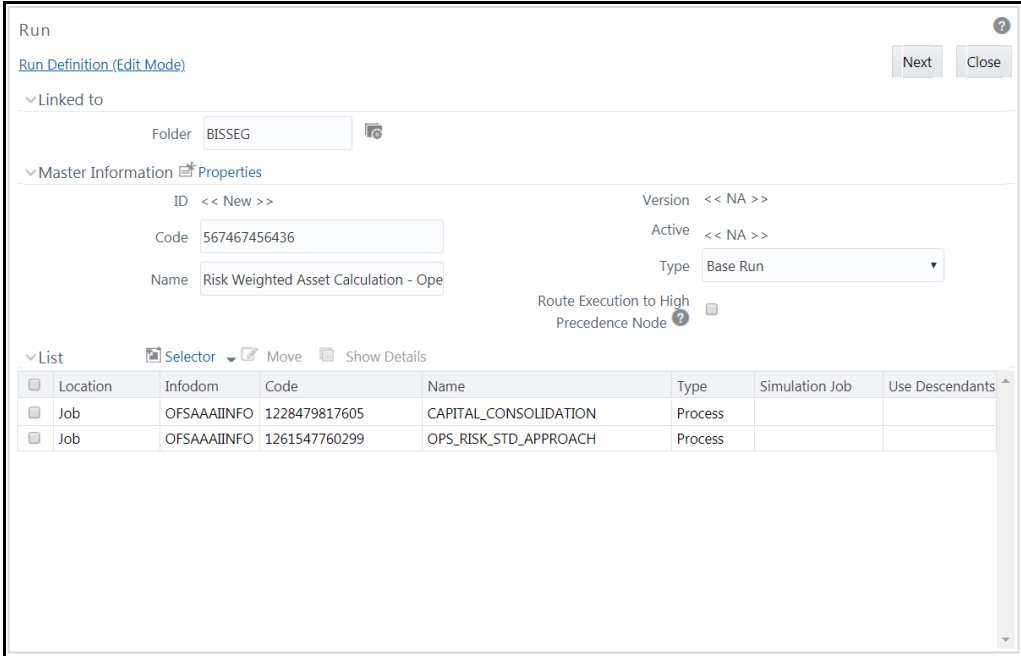 Run
Run Definition (Edit Mode)
Next Close
Linked to
Folder BISSEG
Master Information Properties
ID << New >> Version << NA >>
Code 567467456436 Active << NA >>
Name Risk Weighted Asset Calculation - Ope Type Base Run
Route Execution to High
Precedence Node ?
List Selector Move Show Details
Location Infodom Code Name Type Simulation Job Use Descendants
Job OFSAAAIINFO 1228479817605 CAPITAL_CONSOLIDATION Process
Job OFSAAAIINFO 1261547760299 OPS_RISK_STD_APPROACH Process